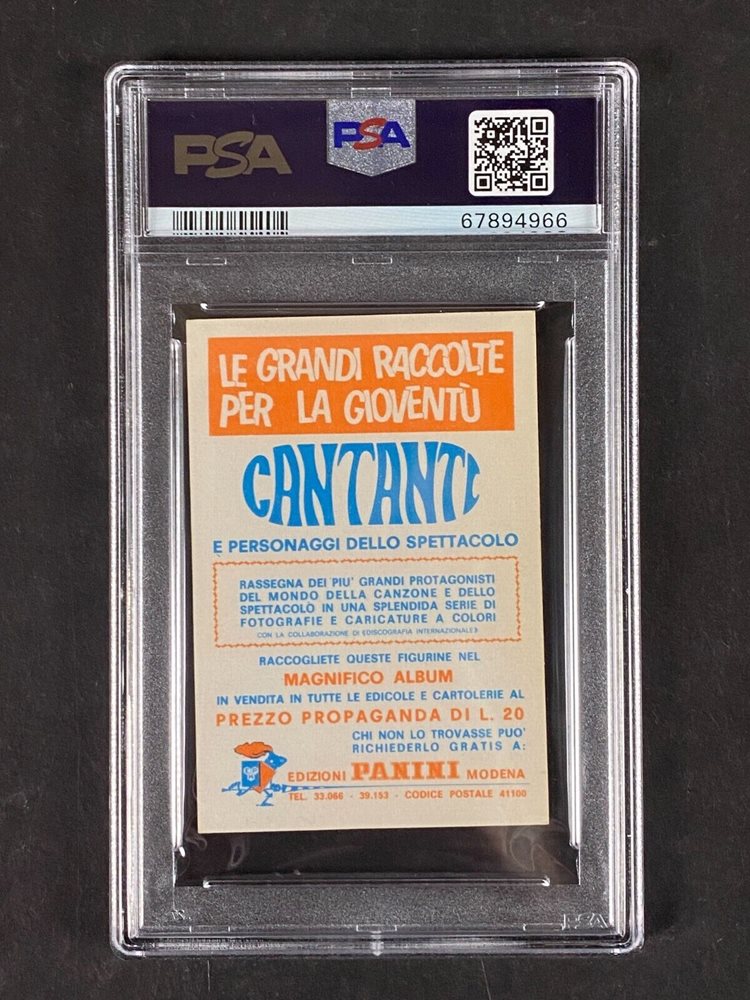 PSA
PSA
67894966
LE GRANDI RACCOLTE
PER LA GIOVENTÙ
CANTANTI
E PERSONAGGI DELLO SPETTACOLO
RASSEGNA DEI PIU' GRANDI PROTAGONISTI
DEL MONDO DELLA CANZONE E DELLO
SPETTACOLO IN UNA SPLENDIDA SERIE DI
FOTOGRAFIE E CARICATURE A COLORI
CON LA COLLABORAZIONE DI «DISCOGRAFIA INTERNAZIONALE»
RACCOGLIETE QUESTE FIGURINE NEL
MAGNIFICO ALBUM
IN VENDITA IN TUTTE LE EDICOLE E CARTOLERIE AL
PREZZO PROPAGANDA DI L. 20
CHI NON LO TROVASSE PUO'
RICHIEDERLO GRATIS A:
EDIZIONI PANINI MODENA
TEL. 33.066 - 39.153 - CODICE POSTALE 41100
PSA